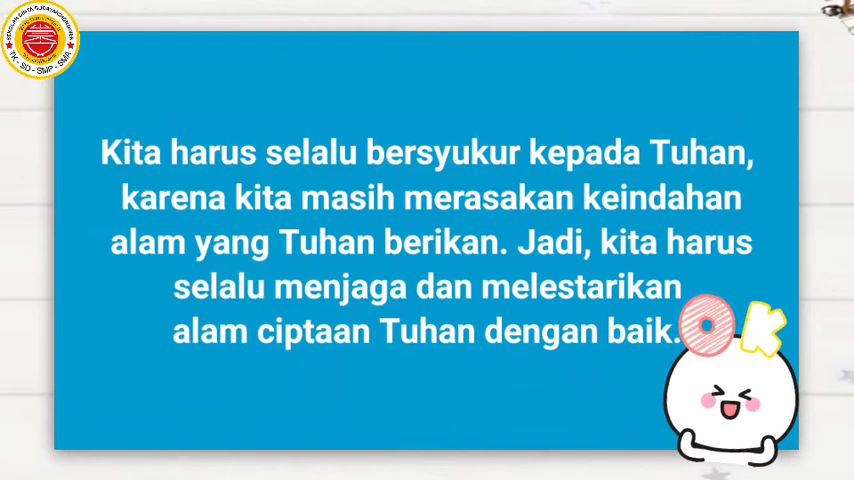 TK - SD - SMP - SMA
Kita harus selalu bersyukur kepada Tuhan,
karena kita masih merasakan keindahan
alam yang Tuhan berikan. Jadi, kita harus
selalu menjaga dan melestarikan
alam ciptaan Tuhan dengan baik.
OK